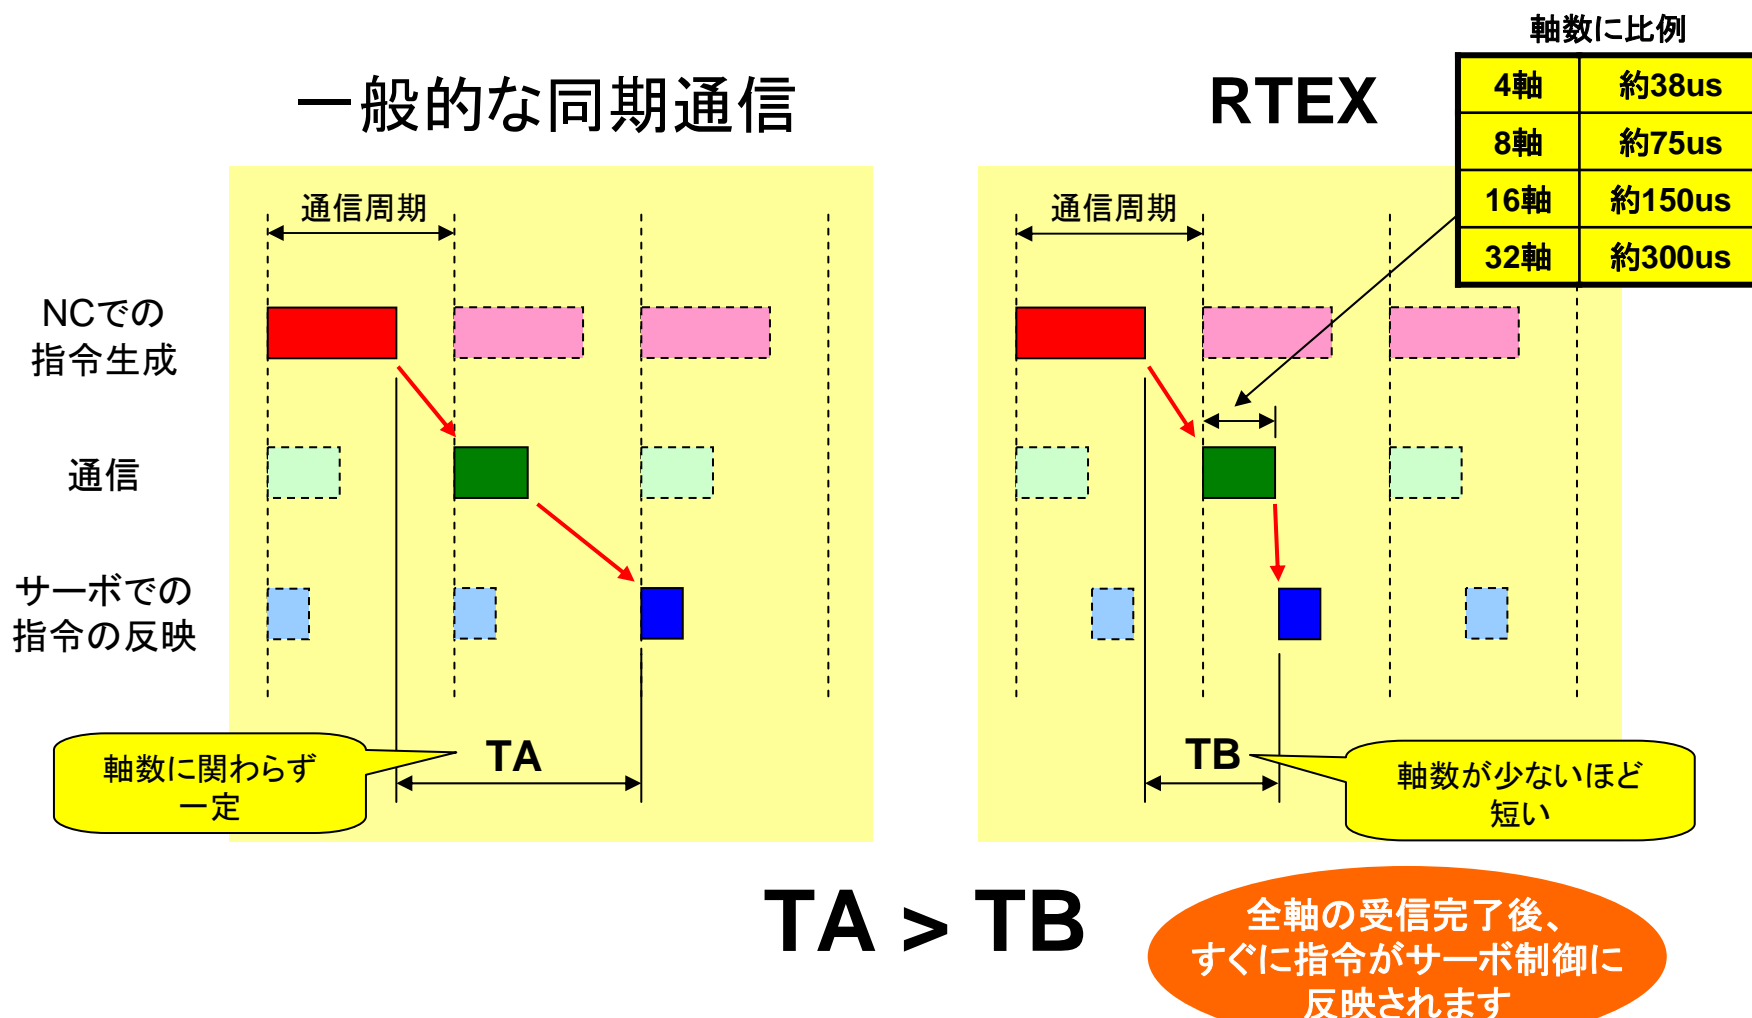 軸数に比例
一般的な同期通信
RTEX
4軸 約38us
8軸 約75us
16軸 約150us
32軸 約300us
通信周期
通信周期
NCでの
指令生成
通信
サーボでの
指令の反映
TA
軸数に関わらず
一定
TB
軸数が少ないほど
短い
TA > TB
全軸の受信完了後、
すぐに指令がサーボ制御に
反映されます